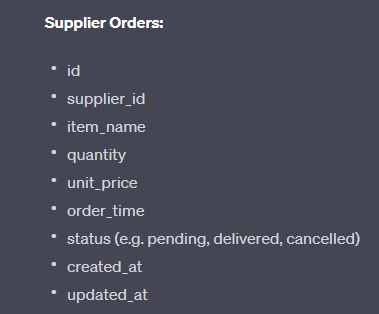 Supplier Orders:
• id
• supplier_id
• item_name
• quantity
• unit_price
• order_time
• status (e.g. pending, delivered, cancelled)
• created_at
• updated_at